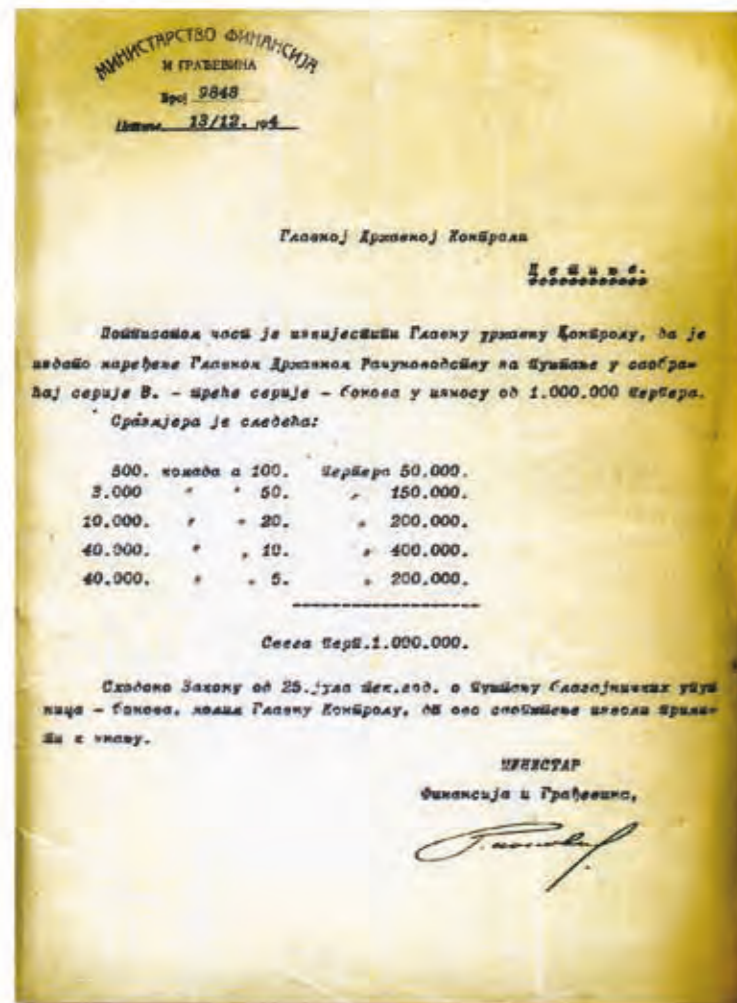 МИНИСТАРСТВО ФИНАНСИЈА
И ГРАЂЕВИНА
Број 9848
Цетиње 13/12. 194
Главној Државној Контроли
Цетиње.
Потписатом част је извијестити Главну државну Контролу, да је
издато наређење Главном Државном Рачуноводству за пуштање у саобра-
ћај серије В. - треће серије - бонова у износу од 1.000.000 перпера.
Сразмјера је следећа:
500. комада а 100. перпера 50.000.
3.000 " " 50. " 150.000.
10.000. " " 20. " 200.000.
40.000. " " 10. " 400.000.
40.000. " " 5. " 200.000.
Свега перп.1.000.000.
Сходно Закону од 25.јула тек.год. о пуштању благајничких упут
ница - бонова, молим Главну Контролу, да ово саопштење изволи прими-
ти к знању.
МИНИСТАР
Финансија и Грађевина,